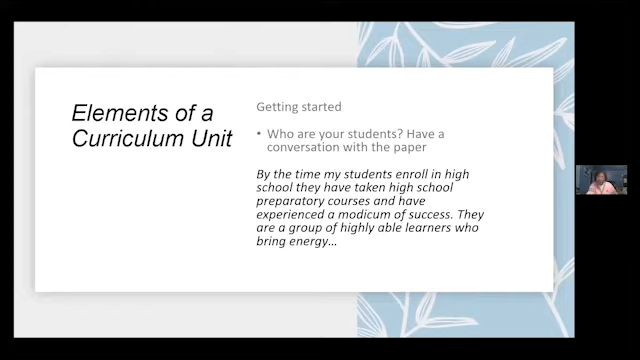 Elements of a
Curriculum Unit
Getting started
• Who are your students? Have a
conversation with the paper
By the time my students enroll in high
school they have taken high school
preparatory courses and have
experienced a modicum of success. They
are a group of highly able learners who
bring energy…